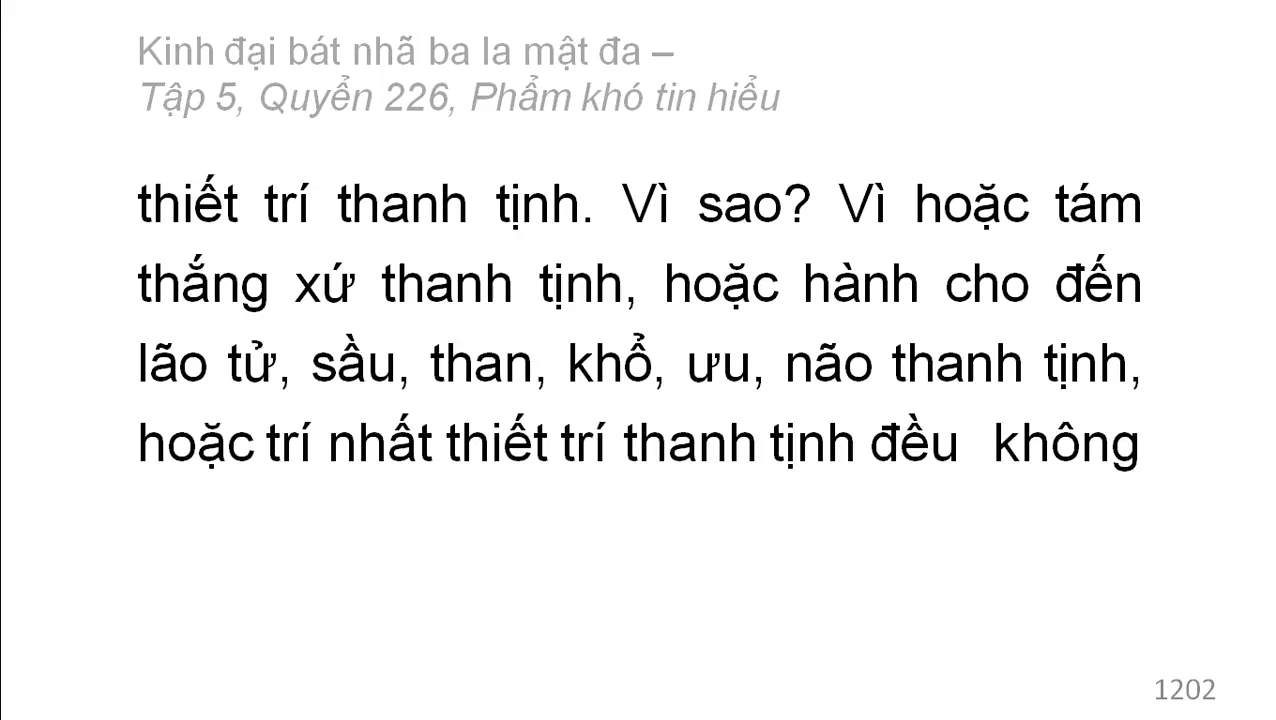 Kinh đại bát nhã ba la mật đa –
Tập 5, Quyển 226, Phẩm khó tin hiểu
thiết trí thanh tịnh. Vì sao? Vì hoặc tám
thắng xứ thanh tịnh, hoặc hành cho đến
lão tử, sầu, than, khổ, ưu, não thanh tịnh,
hoặc trí nhất thiết trí thanh tịnh đều không
1202